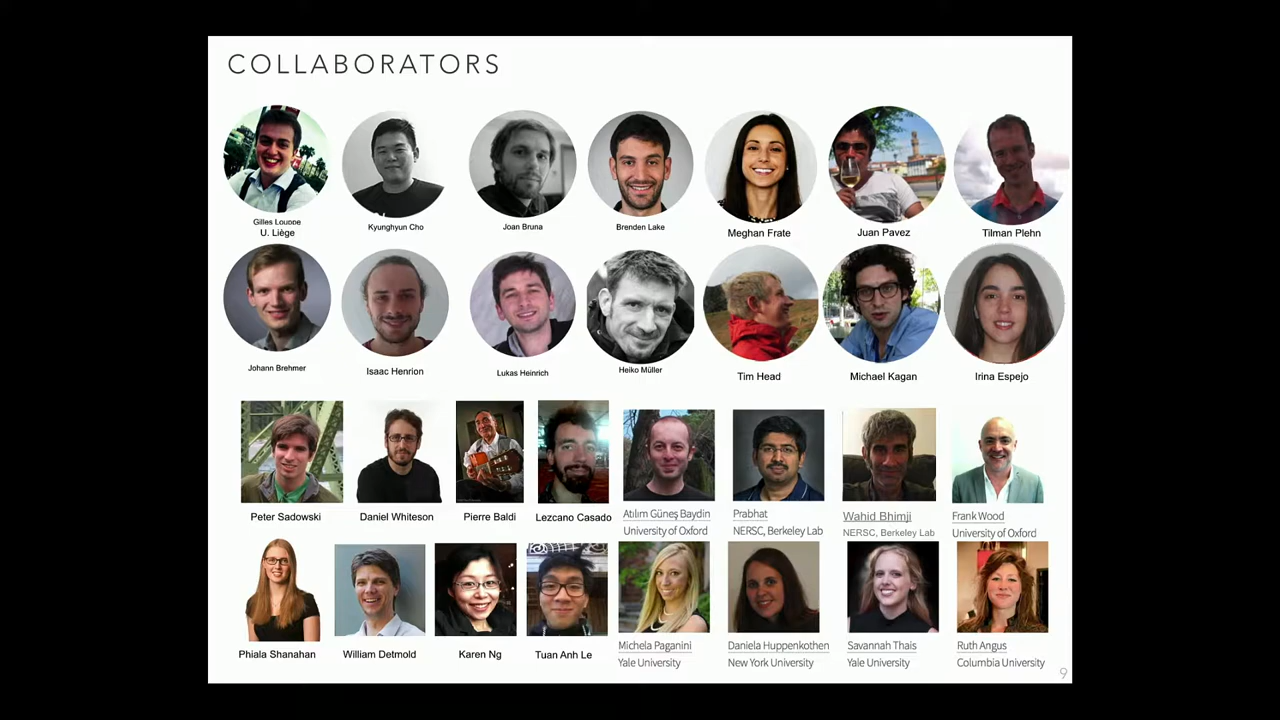 COLLABORATORS
Gilles Louppe
U. Liège
Kyunghyun Cho
Joan Bruna
Brenden Lake
Meghan Frate
Juan Pavez
Tilman Plehn
Johann Brehmer
Isaac Henrion
Lukas Heinrich
Heiko Müller
Tim Head
Michael Kagan
Irina Espejo
Peter Sadowski
Daniel Whiteson
Pierre Baldi
Lezcano Casado
Atılım Güneş Baydin
University of Oxford
Prabhat
NERSC, Berkeley Lab
Wahid Bhimji
NERSC, Berkeley Lab
Frank Wood
University of Oxford
Phiala Shanahan
William Detmold
Karen Ng
Tuan Anh Le
Michela Paganini
Yale University
Daniela Huppenkothen
New York University
Savannah Thais
Yale University
Ruth Angus
Columbia University
9